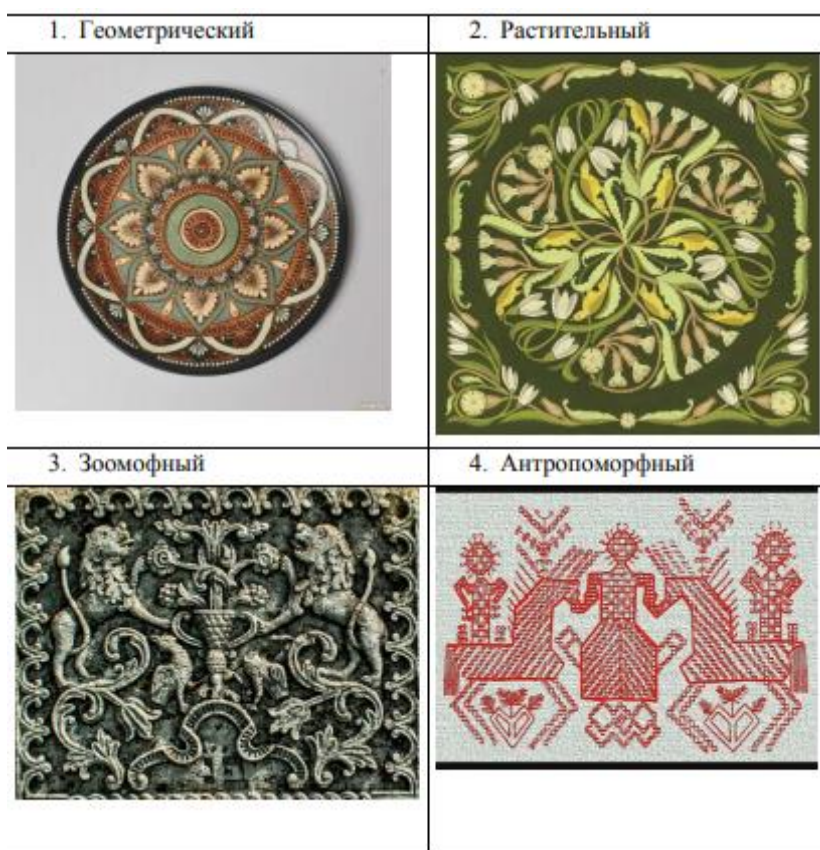 1. Геометрический
2. Растительный
3. Зоомофный
4. Антропоморфный